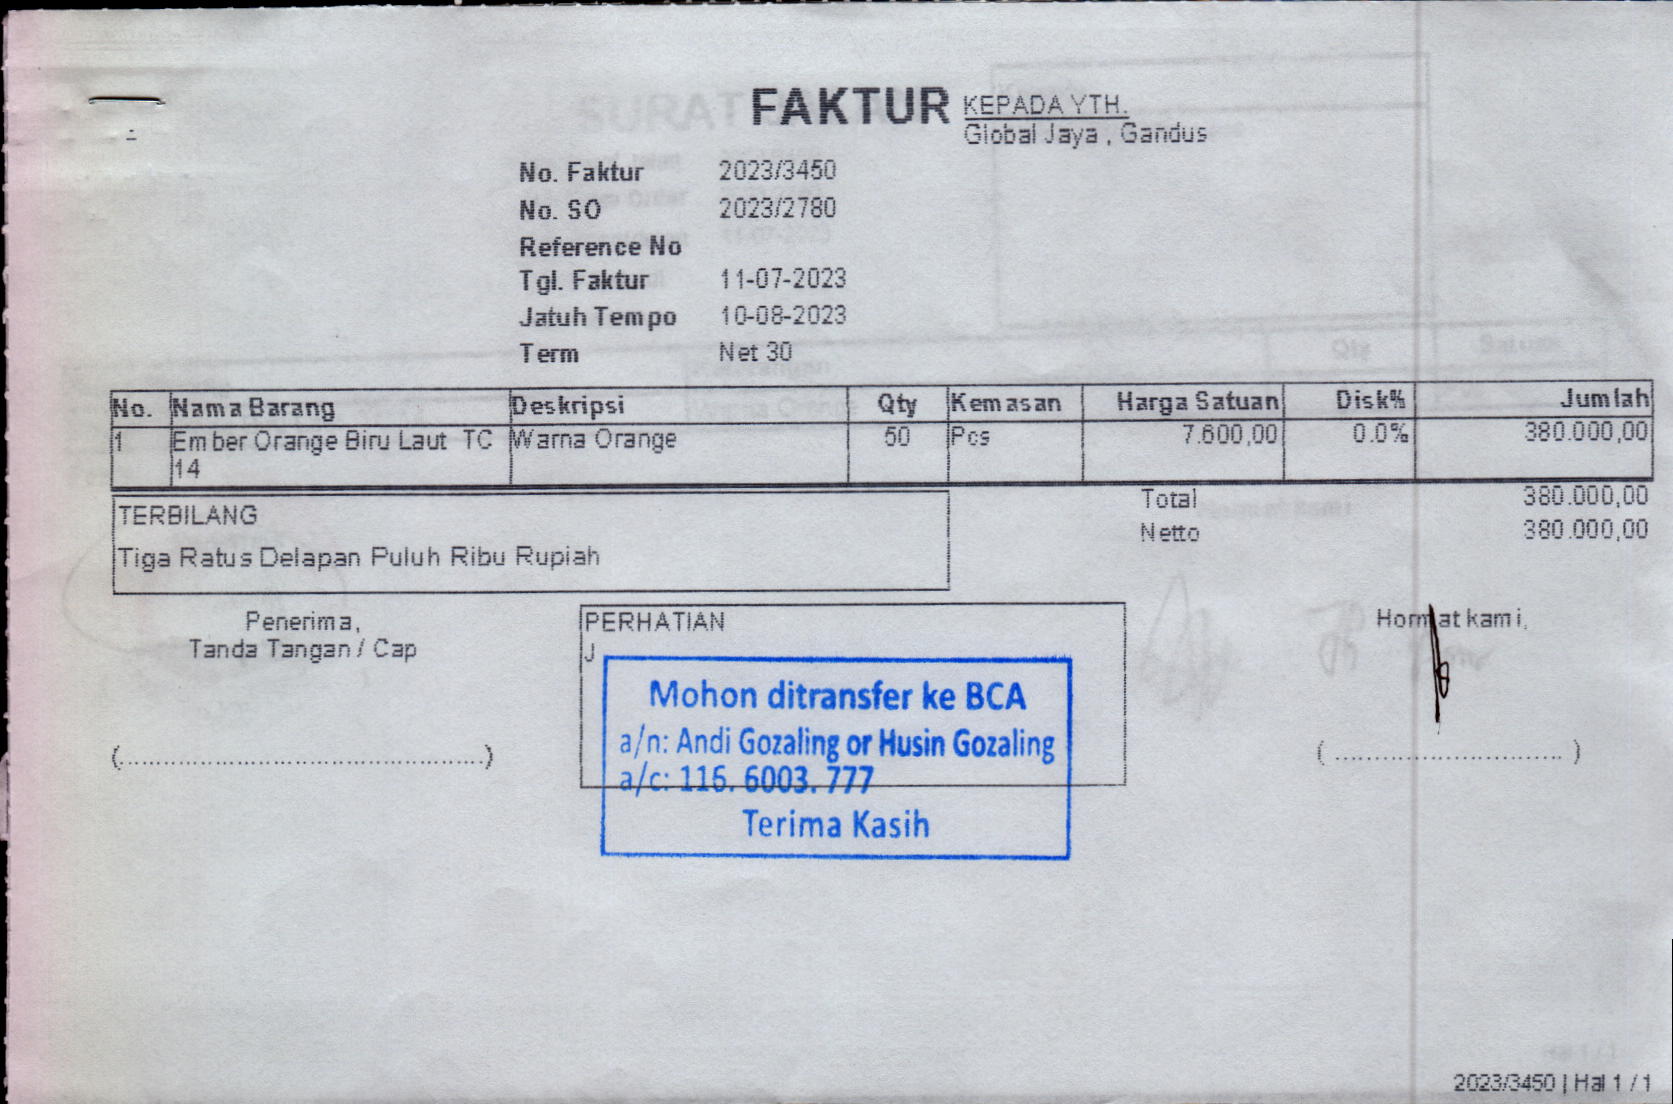 FAKTUR
KEPADA YTH.
Global Jaya , Gandus
No. Faktur 2023/3450
No. SO 2023/2780
Reference No
Tgl. Faktur 11-07-2023
Jatuh Tempo 10-08-2023
Term Net 30
No. Nama Barang Deskripsi Qty Kemasan Harga Satuan Disk% Jumlah
1 Ember Orange Biru Laut TC Warna Orange 50 Pcs 7.600,00 0.0% 380.000,00
14
Total 380.000,00
TERBILANG
Netto 380.000,00
Tiga Ratus Delapan Puluh Ribu Rupiah
Penerima,
Tanda Tangan / Cap
(................................................)
PERHATIAN
J
Mohon ditransfer ke BCA
a/n: Andi Gozaling or Husin Gozaling
a/c: 116. 6003. 777
Terima Kasih
Hormat kami,
( ............................. )
2023/3450 | Hal 1 / 1